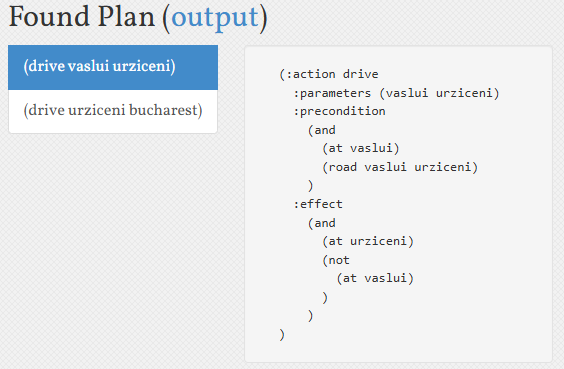 Found Plan (output)
(drive vaslui urziceni)
(drive urziceni bucharest)
(:action drive
  :parameters (vaslui urziceni)
  :precondition
    (and
      (at vaslui)
      (road vaslui urziceni)
    )
  :effect
    (and
      (at urziceni)
      (not
        (at vaslui)
      )
    )
)